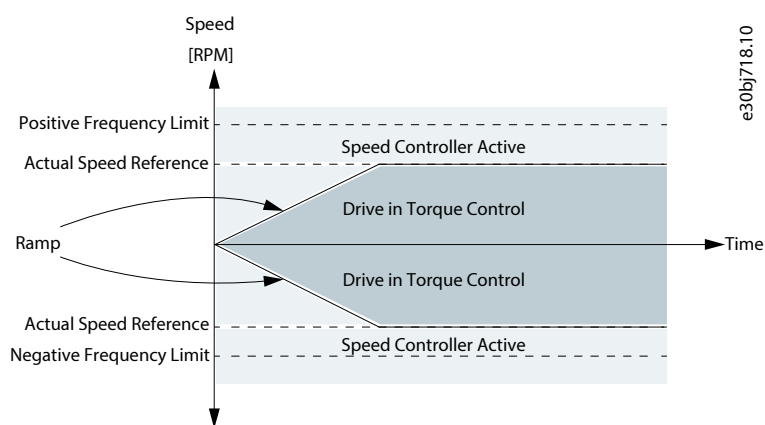 Speed
[RPM]
e30bj718.10
Positive Frequency Limit
Speed Controller Active
Actual Speed Reference
Drive in Torque Control
Ramp
Time
Drive in Torque Control
Actual Speed Reference
Speed Controller Active
Negative Frequency Limit